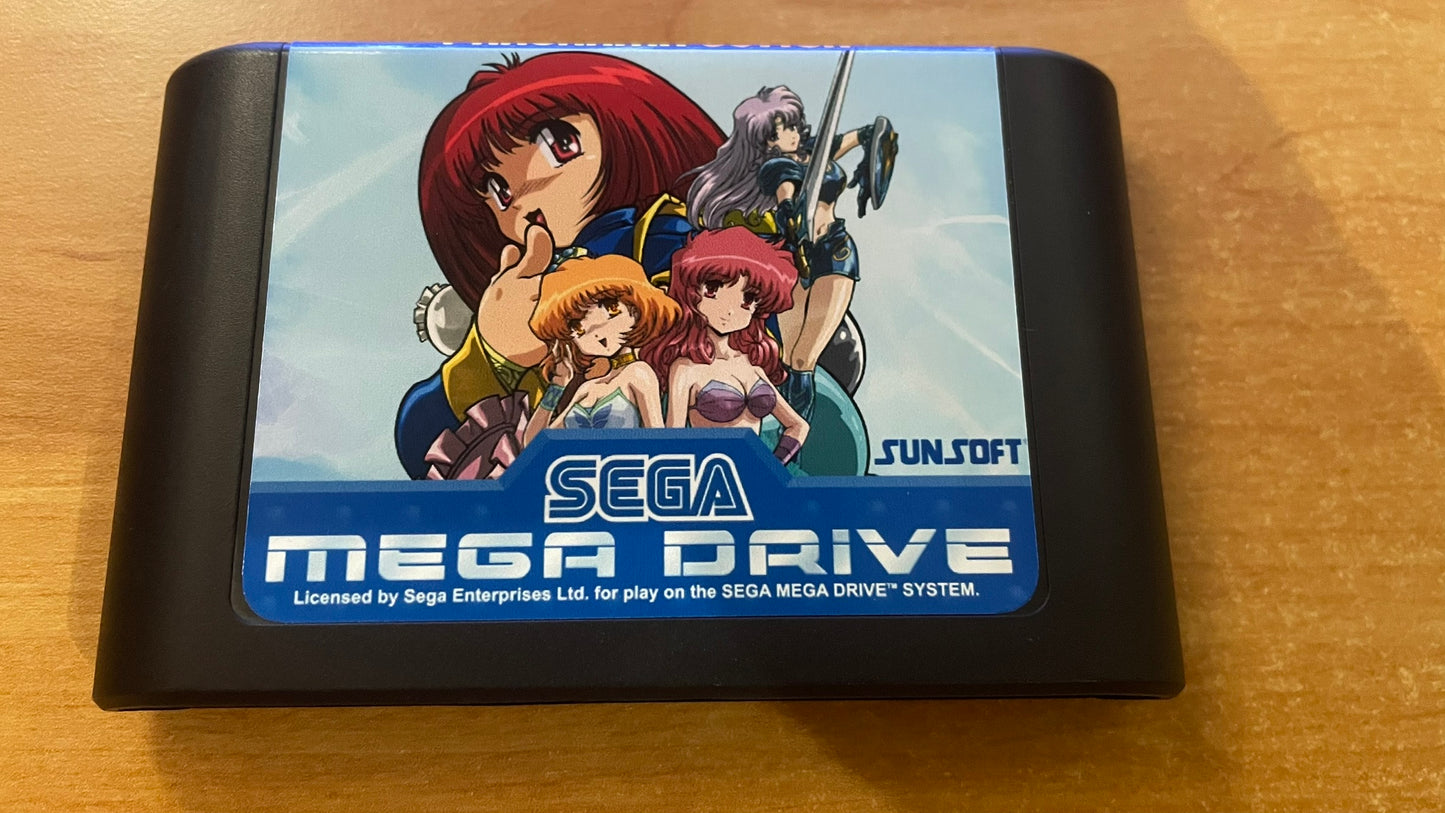 SUNSOFT
SEGA
MEGA DRIVE
Licensed by Sega Enterprises Ltd. for play on the SEGA MEGA DRIVE™ SYSTEM.